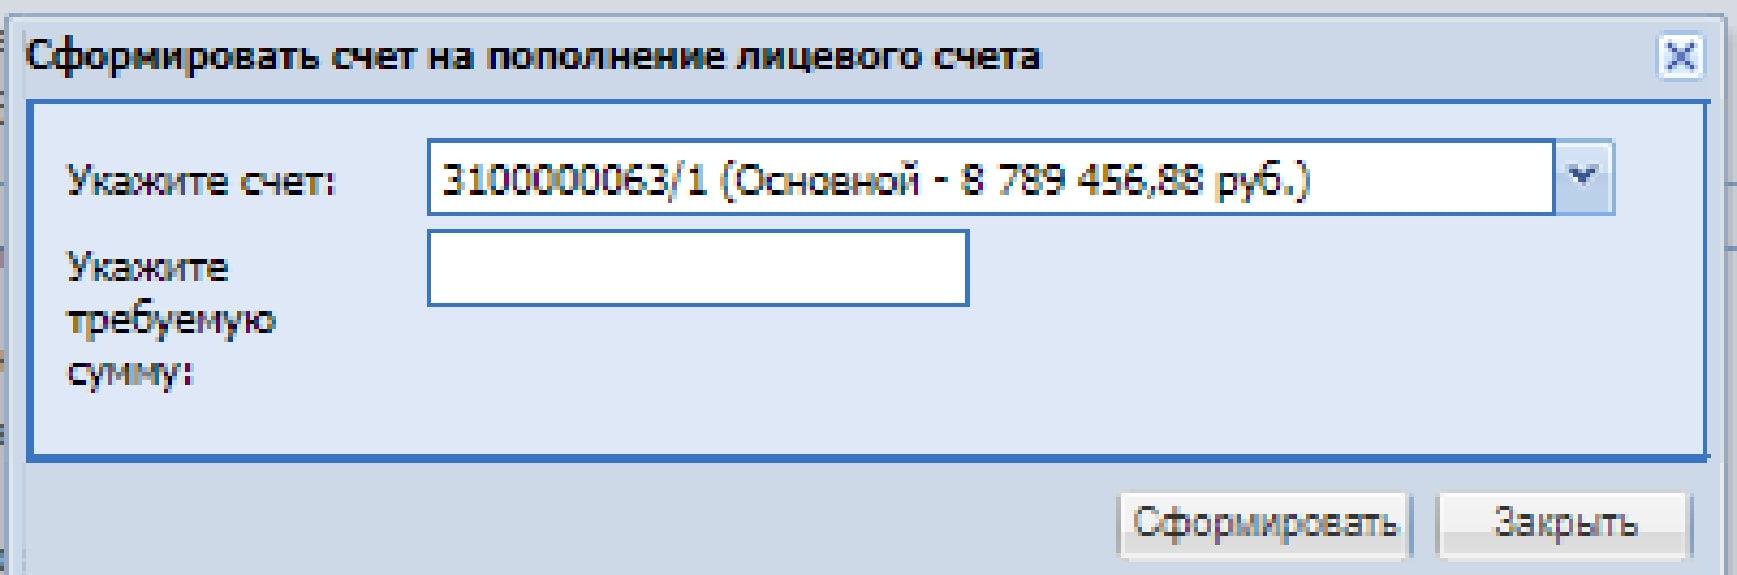 Сформировать счет на пополнение лицевого счета
Укажите счет:
3100000063/1 (Основной - 8 789 456,88 руб.)
Укажите
требуемую
сумму:
Сформировать
Закрыть